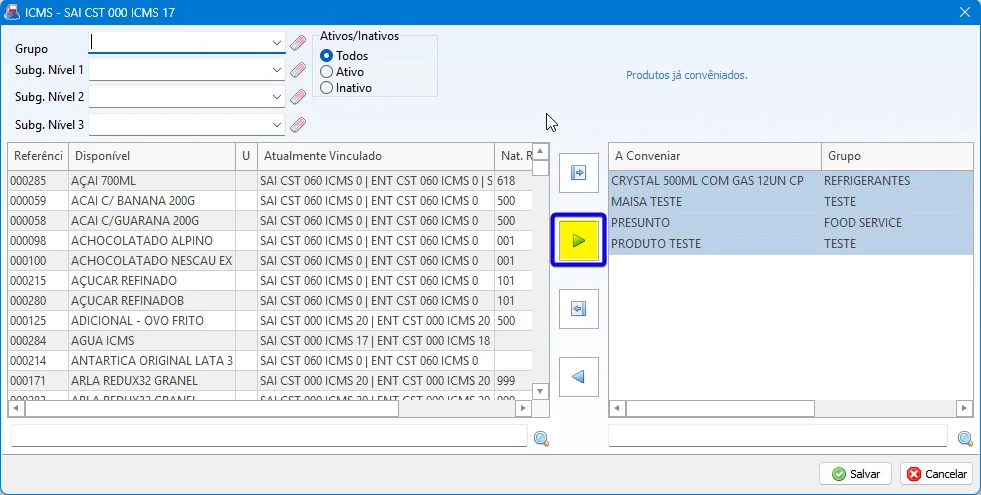 ICMS - SAI CST 000 ICMS 17
Grupo
Ativos/Inativos
Todos
Ativo
Inativo
Subg. Nível 1
Subg. Nível 2
Subg. Nível 3
Produtos já convêniados.
Referênci Disponível U Atualmente Vinculado Nat. R
000285 AÇAI 700ML SAI CST 060 ICMS 0 | ENT CST 060 ICMS 0 | S 618
000059 ACAI C/ BANANA 200G SAI CST 060 ICMS 0 | ENT CST 060 ICMS 0 500
000058 AÇAI C/GUARANA 200G SAI CST 060 ICMS 0 | ENT CST 060 ICMS 0 500
000098 ACHOCOLATADO ALPINO SAI CST 060 ICMS 0 | ENT CST 060 ICMS 0 001
000100 ACHOCOLATADO NESCAU EX SAI CST 060 ICMS 0 | ENT CST 060 ICMS 0 001
000215 AÇUCAR REFINADO SAI CST 060 ICMS 0 | ENT CST 060 ICMS 0 101
000280 AÇUCAR REFINADOB SAI CST 060 ICMS 0 | ENT CST 060 ICMS 0 101
000125 ADICIONAL - OVO FRITO SAI CST 000 ICMS 20 | ENT CST 000 ICMS 20 500
000284 AGUA ICMS SAI CST 000 ICMS 17 | ENT CST 000 ICMS 18
000214 ANTARTICA ORIGINAL LATA 3 SAI CST 060 ICMS 0 | ENT CST 060 ICMS 0
000171 ARLA REDUX32 GRANEL SAI CST 000 ICMS 20 | ENT CST 000 ICMS 20 999
A Conveniar Grupo
CRYSTAL 500ML COM GAS 12UN CP REFRIGERANTES
MAISA TESTE TESTE
PRESUNTO FOOD SERVICE
PRODUTO TESTE TESTE
Salvar
Cancelar